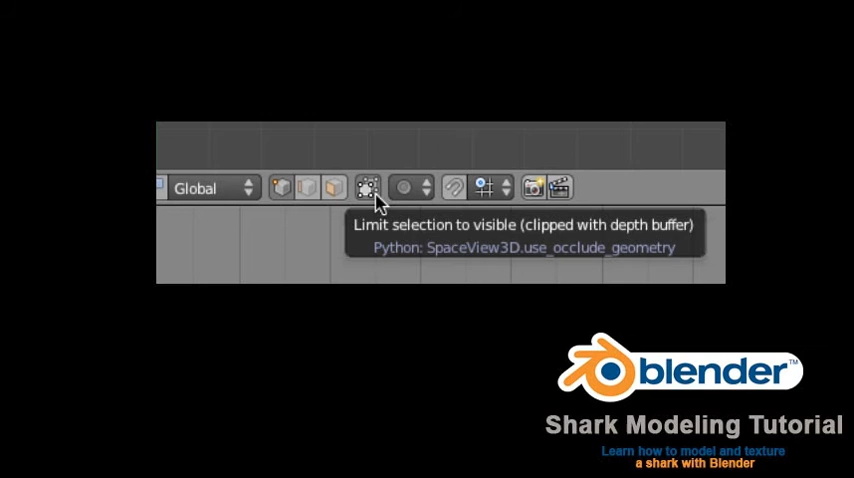 Global
Limit selection to visible (clipped with depth buffer)
Python: SpaceView3D.use_occlude_geometry
blender™
Shark Modeling Tutorial
Learn how to model and texture
a shark with Blender